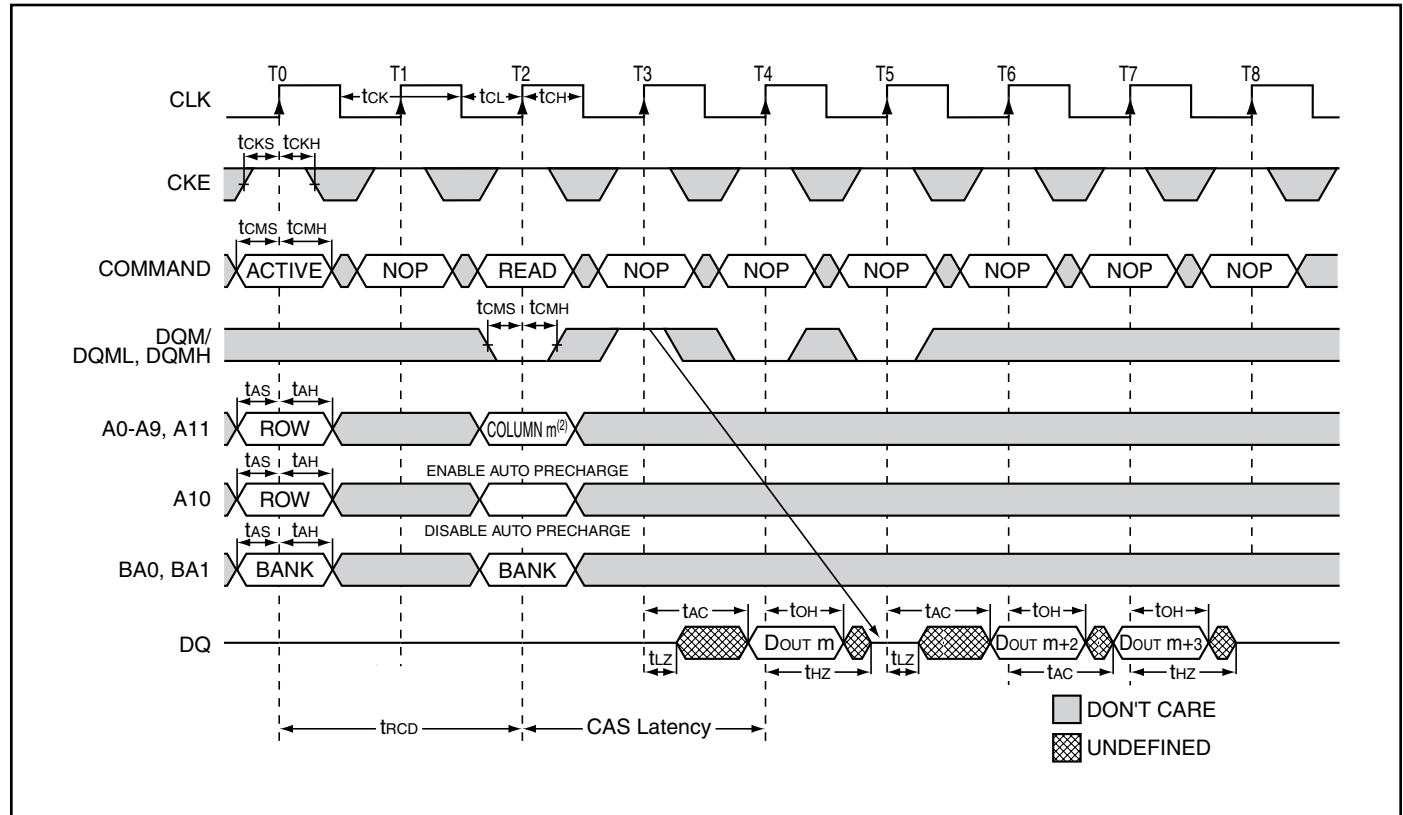 T0 T1 T2 T3 T4 T5 T6 T7 T8
CLK
tCK tCL tCH
tCKS tCKH
CKE
tCMS tCMH
COMMAND ACTIVE NOP READ NOP NOP NOP NOP NOP NOP
tCMS tCMH
DQM/
DQML, DQMH
tAS tAH
A0-A9, A11 ROW COLUMN m(2)
tAS tAH ENABLE AUTO PRECHARGE
A10 ROW
tAS tAH DISABLE AUTO PRECHARGE
BA0, BA1 BANK BANK
tAC tOH tAC tOH tOH
DQ DOUT m DOUT m+2 DOUT m+3
tLZ tHZ tLZ tAC tHZ
DON'T CARE
tRCD CAS Latency
UNDEFINED